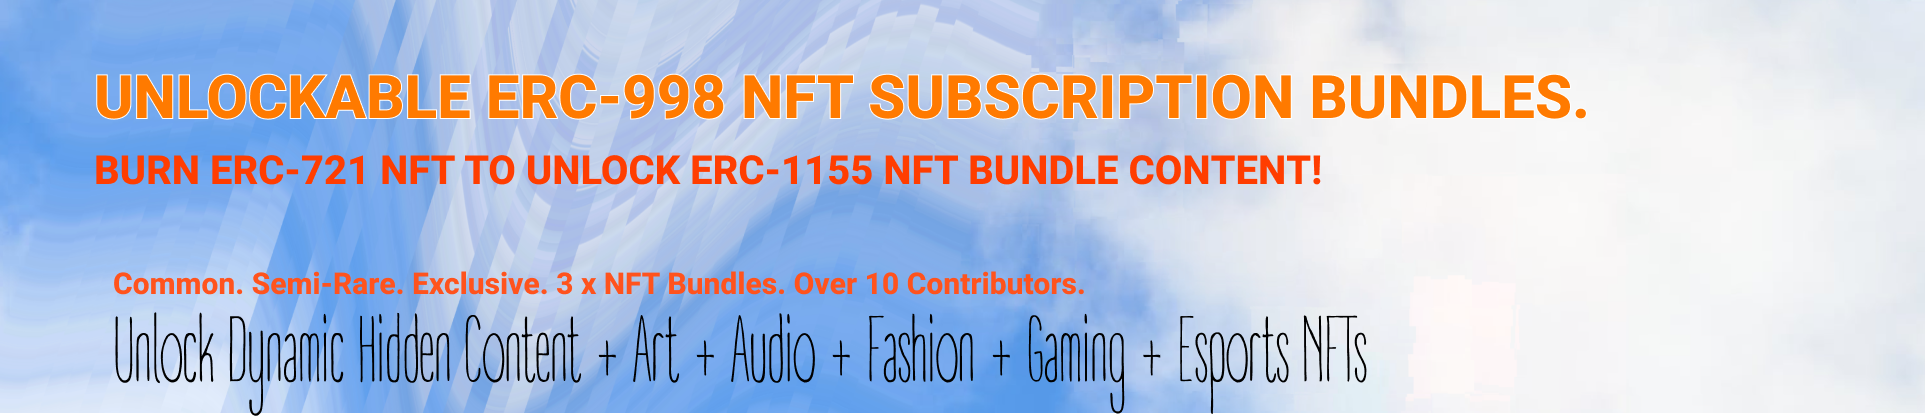 UNLOCKABLE ERC-998 NFT SUBSCRIPTION BUNDLES.
BURN ERC-721 NFT TO UNLOCK ERC-1155 NFT BUNDLE CONTENT!
Common. Semi-Rare. Exclusive. 3 x NFT Bundles. Over 10 Contributors.
Unlock Dynamic Hidden Content + Art + Audio + Fashion + Gaming + Esports NFTs